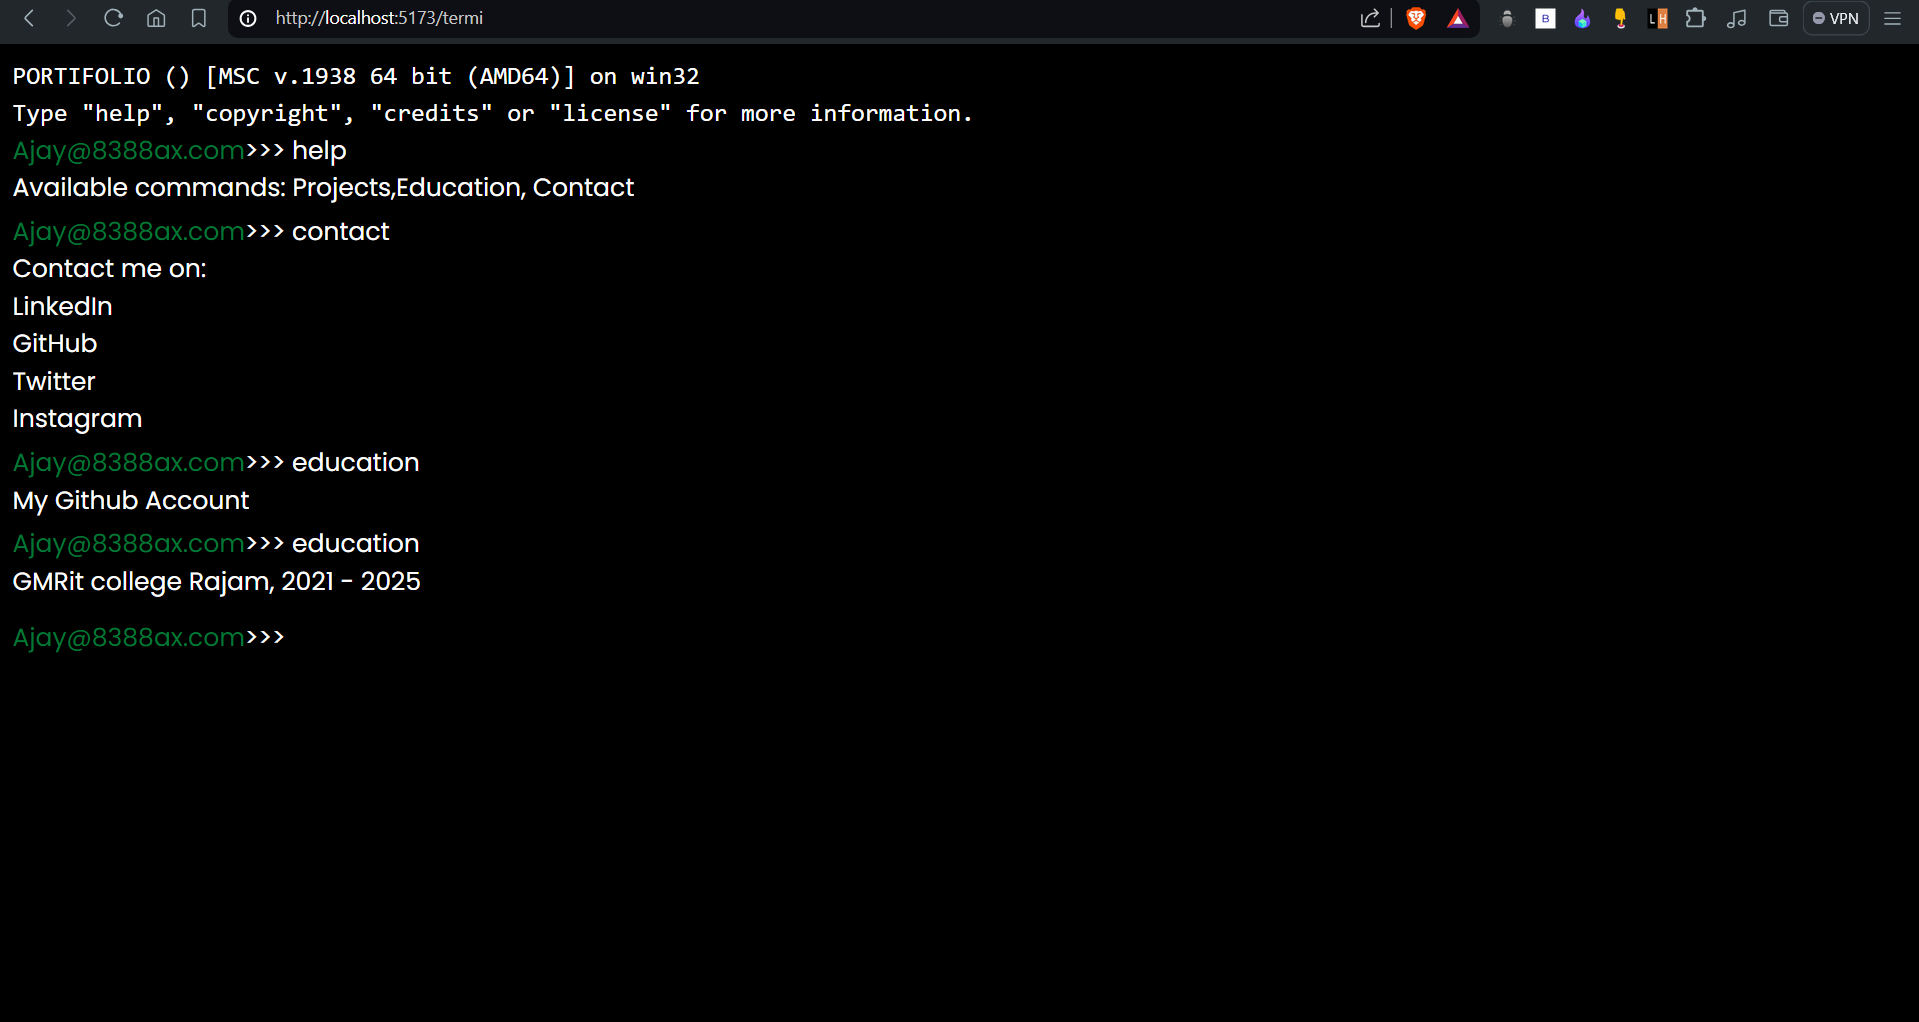 http://localhost:5173/termi
B
LH
VPN
PORTIFOLIO () [MSC v.1938 64 bit (AMD64)] on win32
Type "help", "copyright", "credits" or "license" for more information.
Ajay@8388ax.com>>> help
Available commands: Projects,Education, Contact
Ajay@8388ax.com>>> contact
Contact me on:
LinkedIn
GitHub
Twitter
Instagram
Ajay@8388ax.com>>> education
My Github Account
Ajay@8388ax.com>>> education
GMRit college Rajam, 2021 - 2025
Ajay@8388ax.com>>>